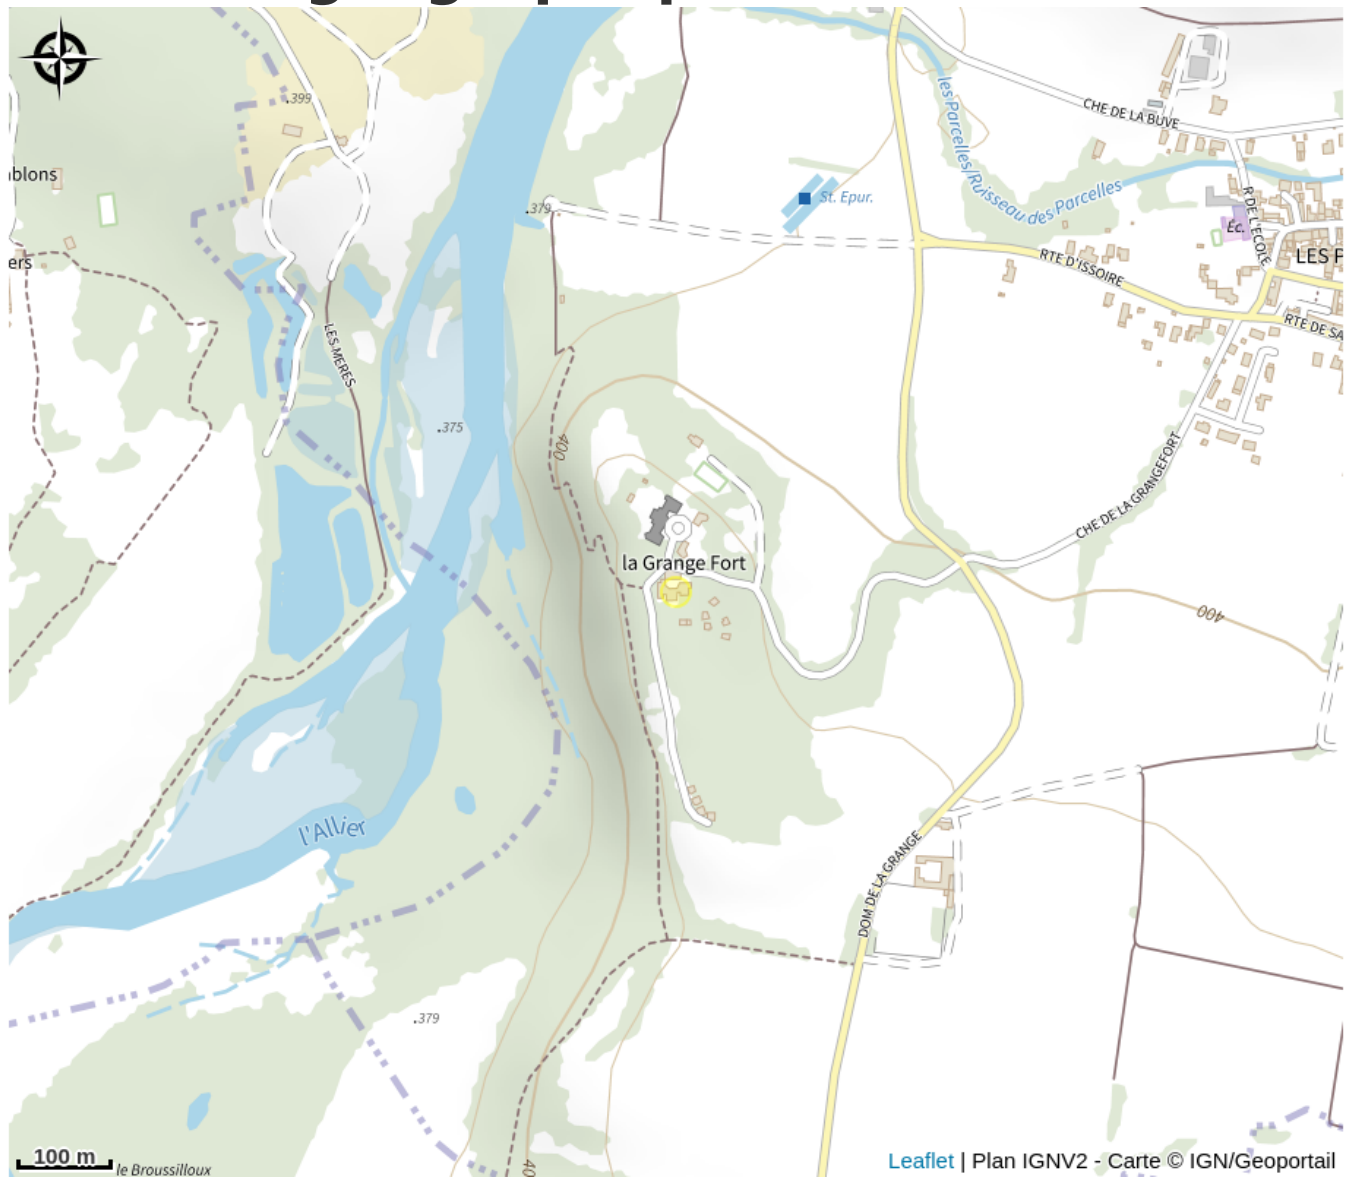 399
CHE DE LA BUVE
les Parcelles/Ruisseau des Parcelles
ablons
St. Epur.
379
R DE L'ECOLE
Éc.
ers
RTE D'ISSOIRE
LES P
RTE DE SA
LES MERES
375
400
CHE DE LA GRANGEFORT
la Grange Fort
400
l'Allier
DOM DE LA GRANGE
379
100 m
le Broussilloux
40
Leaflet | Plan IGNV2 - Carte © IGN/Geoportail